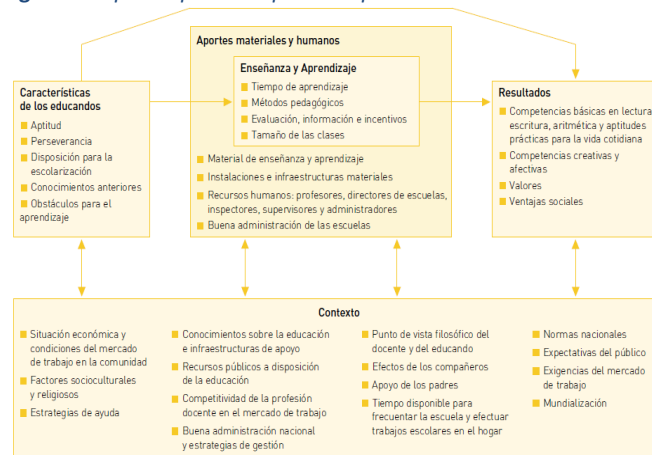 Aportes materiales y humanos
Enseñanza y Aprendizaje
Tiempo de aprendizaje
Métodos pedagógicos
Evaluación, información e incentivos
Tamaño de las clases
Material de enseñanza y aprendizaje
Instalaciones e infraestructuras materiales
Recursos humanos: profesores, directores de escuelas,
inspectores, supervisores y administradores
Buena administración de las escuelas
Características
de los educandos
Aptitud
Perseverancia
Disposición para la
escolarización
Conocimientos anteriores
Obstáculos para el
aprendizaje
Resultados
Competencias básicas en lectura
escritura, aritmética y aptitudes
prácticas para la vida cotidiana
Competencias creativas y
afectivas
Valores
Ventajas sociales
Contexto
Situación económica y
condiciones del mercado
de trabajo en la comunidad
Factores socioculturales
y religiosos
Estrategias de ayuda
Conocimientos sobre la educación
e infraestructuras de apoyo
Recursos públicos a disposición
de la educación
Competitividad de la profesión
docente en el mercado de trabajo
Buena administración nacional
y estrategias de gestión
Punto de vista filosófico del
docente y del educando
Efectos de los compañeros
Apoyo de los padres
Tiempo disponible para
frecuentar la escuela y efectuar
trabajos escolares en el hogar
Normas nacionales
Expectativas del público
Exigencias del mercado
de trabajo
Mundialización